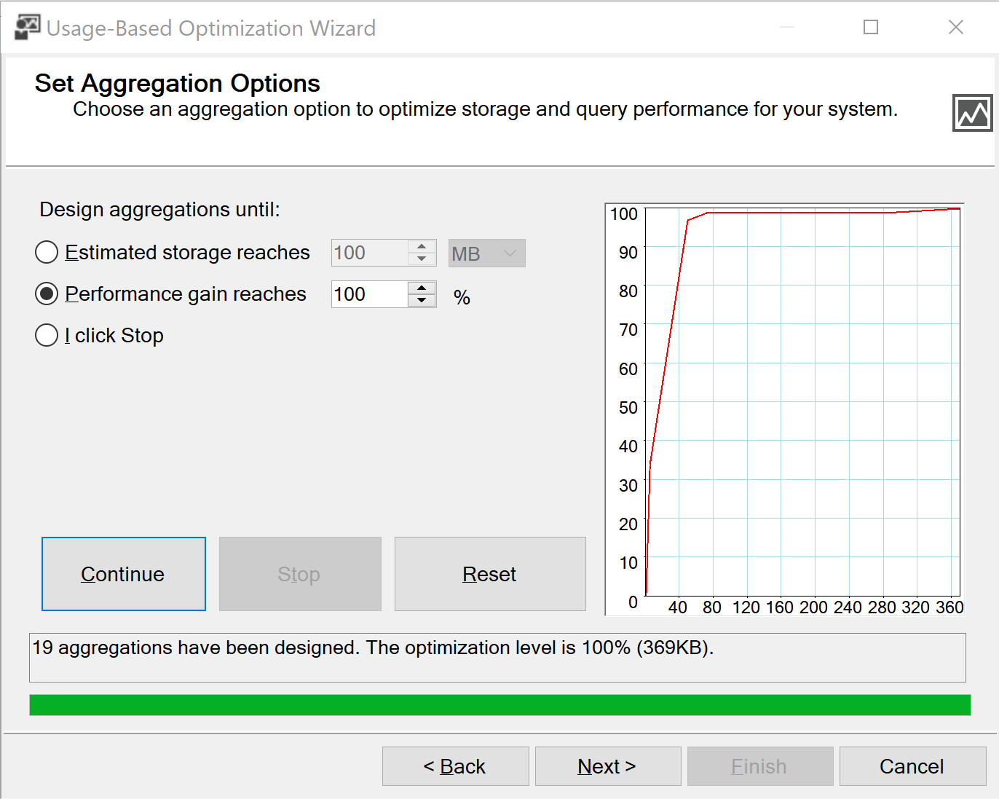 Usage-Based Optimization Wizard
Set Aggregation Options
Choose an aggregation option to optimize storage and query performance for your system.
Design aggregations until:
Estimated storage reaches 100 MB
Performance gain reaches 100 %
I click Stop
100
90
80
70
60
50
40
30
20
10
0
40 80 120 160 200 240 280 320 360
Continue Stop Reset
19 aggregations have been designed. The optimization level is 100% (369KB).
< Back Next > Finish Cancel